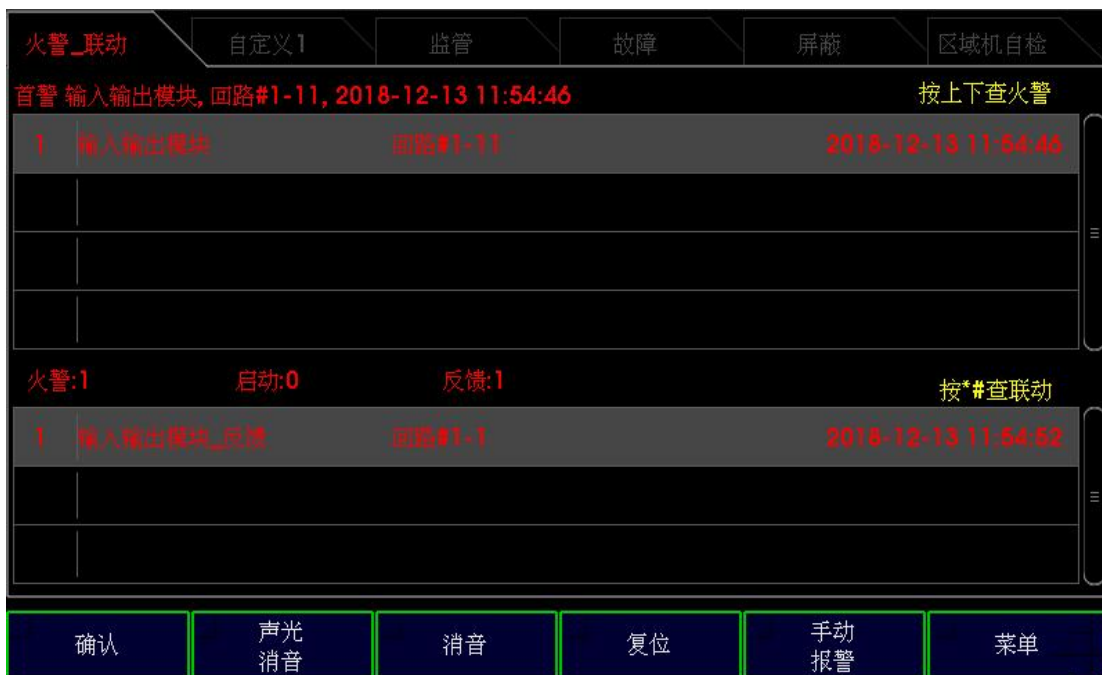 火警_联动 自定义1 监管 故障 屏蔽 区域机自检
首警 输入输出模块, 回路#1-11, 2018-12-13 11:54:46 按上下查火警
1 输入输出模块 回路#1-11 2018-12-13 11:54:46
火警:1 启动:0 反馈:1 按*#查联动
1 输入输出模块_反馈 回路#1-1 2018-12-13 11:54:52
确认 声光消音 消音 复位 手动报警 菜单